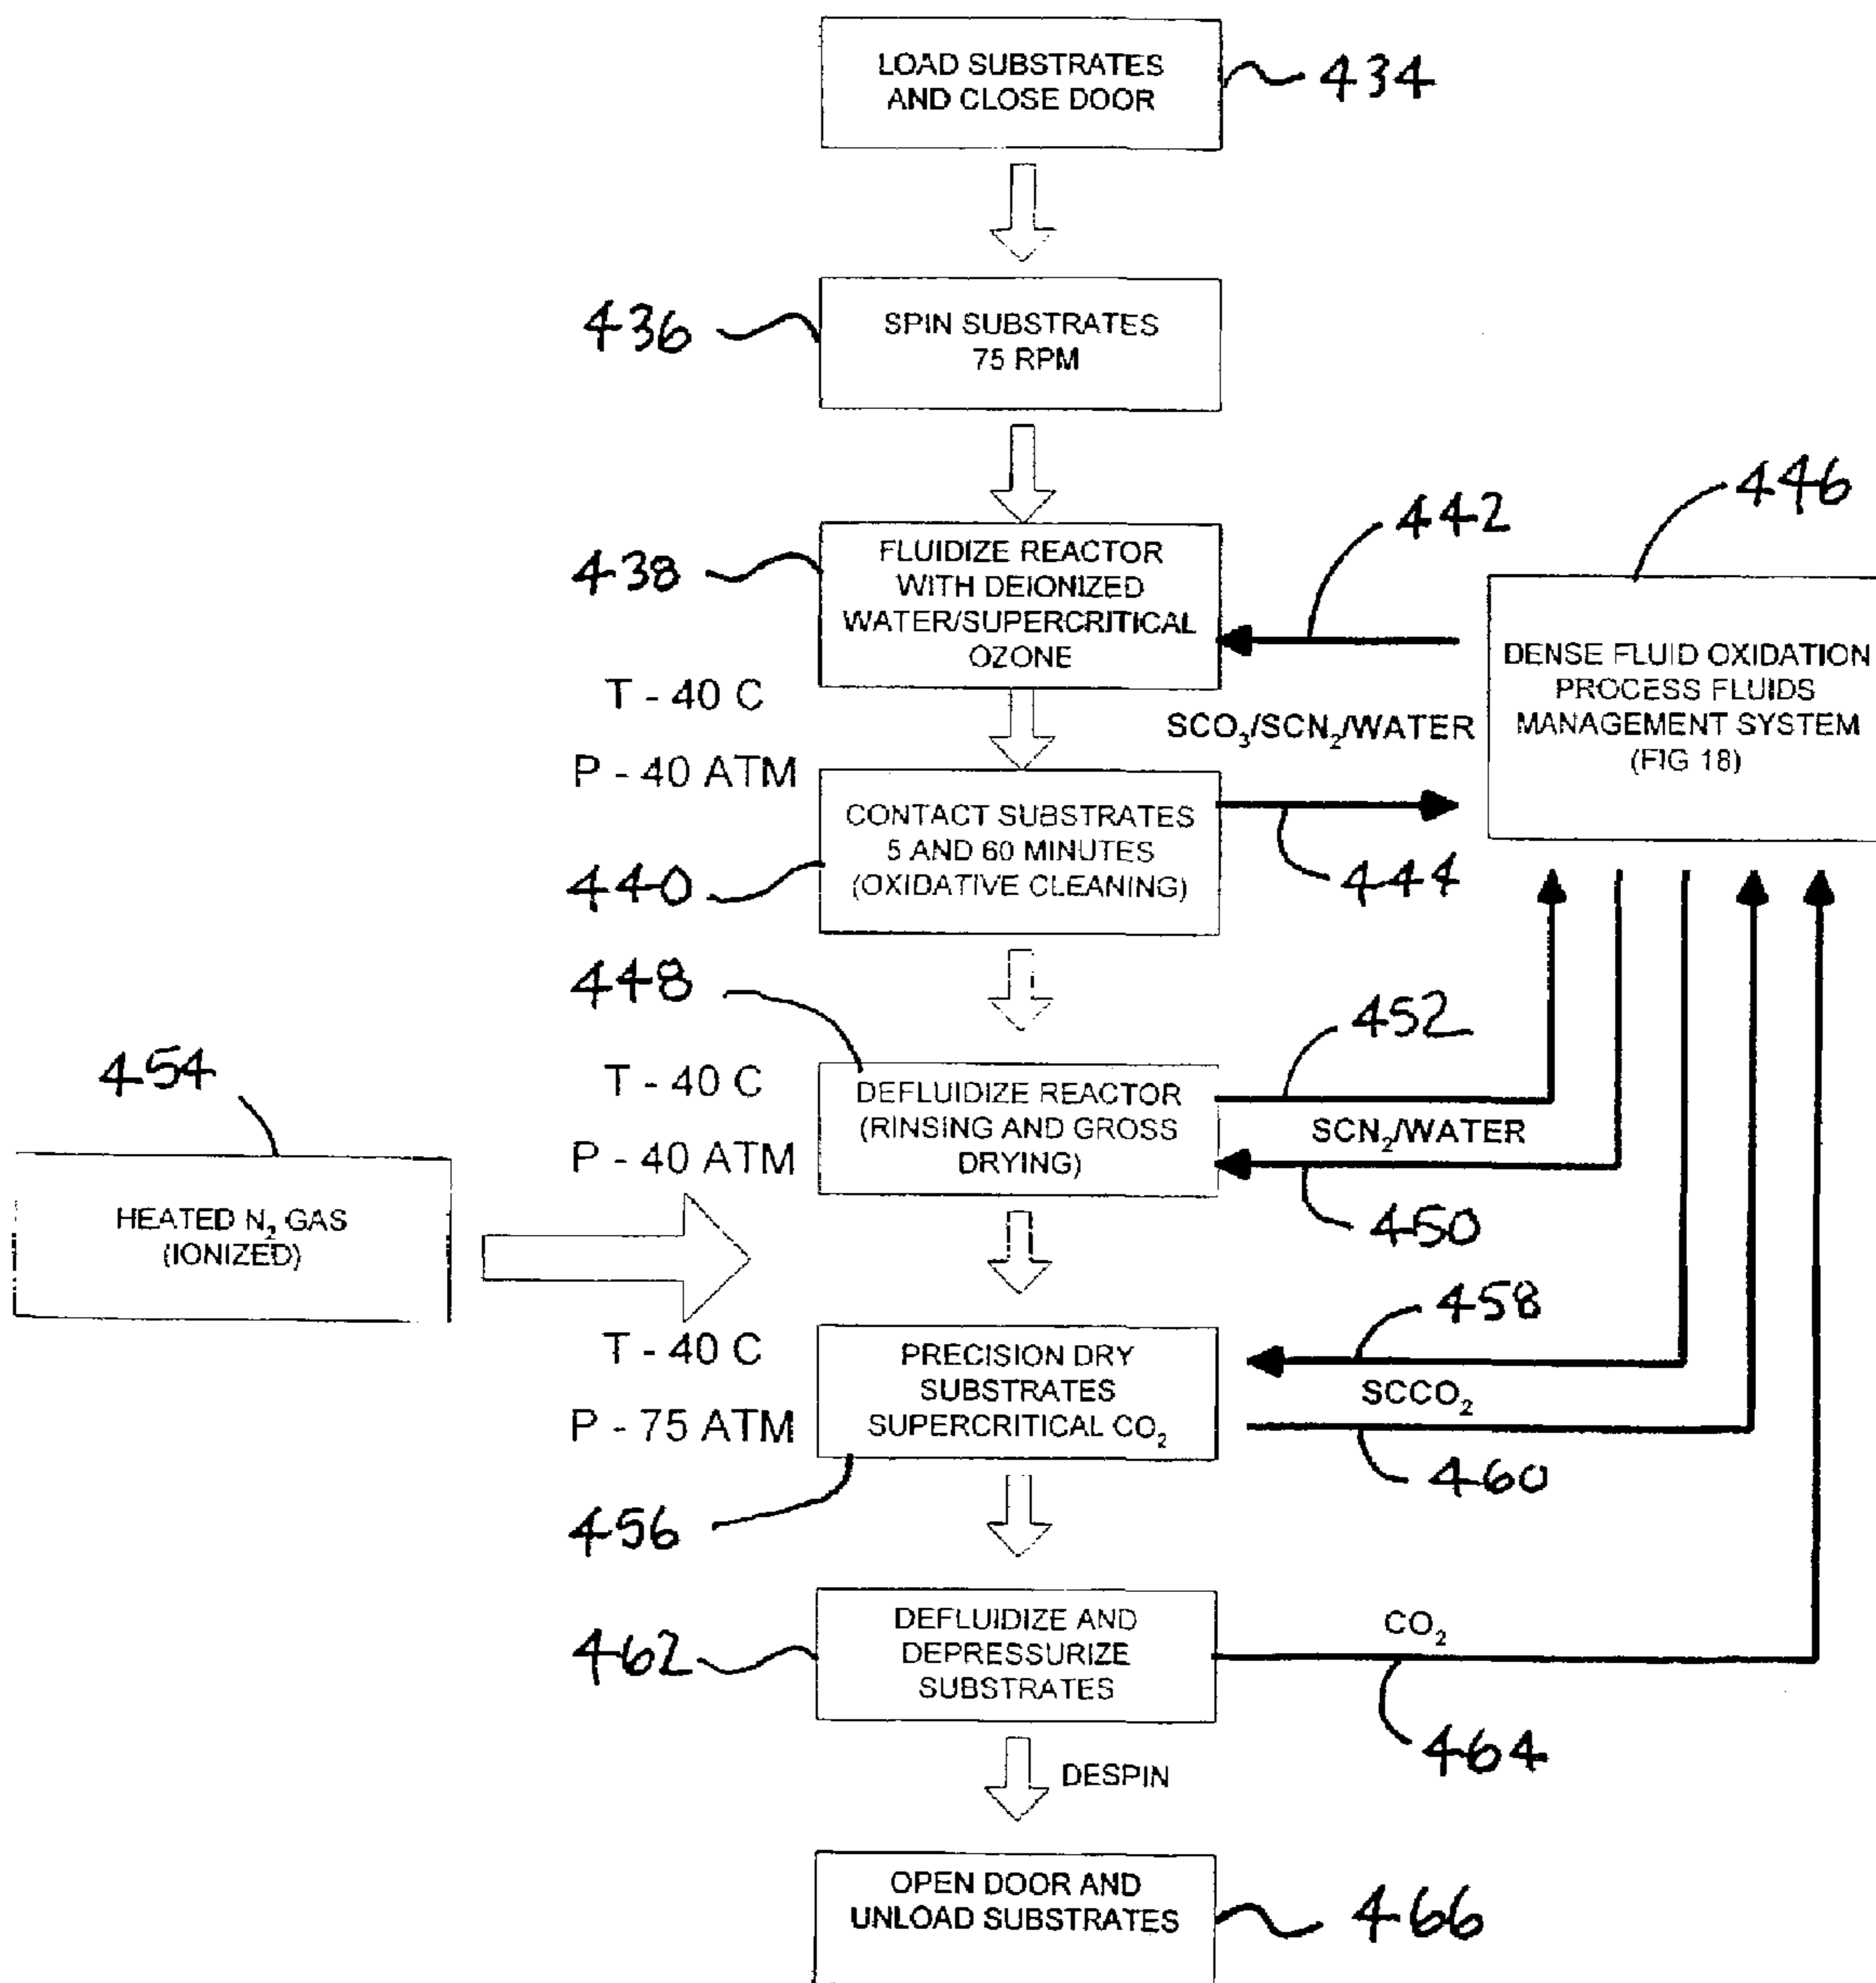 LOAD SUBSTRATES
AND CLOSE DOOR
434
436
SPIN SUBSTRATES
75 RPM
438
FLUIDIZE REACTOR
WITH DEIONIZED
WATER/SUPERCRITICAL
OZONE
442
446
DENSE FLUID OXIDATION
PROCESS FLUIDS
MANAGEMENT SYSTEM
(FIG 18)
T - 40 C
P - 40 ATM
SCO₃/SCN₂/WATER
440
CONTACT SUBSTRATES
5 AND 60 MINUTES
(OXIDATIVE CLEANING)
444
448
452
454
T - 40 C
P - 40 ATM
DEFLUIDIZE REACTOR
(RINSING AND GROSS
DRYING)
SCN₂/WATER
450
HEATED N₂ GAS
(IONIZED)
458
T - 40 C
P - 75 ATM
PRECISION DRY
SUBSTRATES
SUPERCRITICAL CO₂
SCCO₂
460
456
462
DEFLUIDIZE AND
DEPRESSURIZE
SUBSTRATES
CO₂
464
DESPIN
OPEN DOOR AND
UNLOAD SUBSTRATES
466